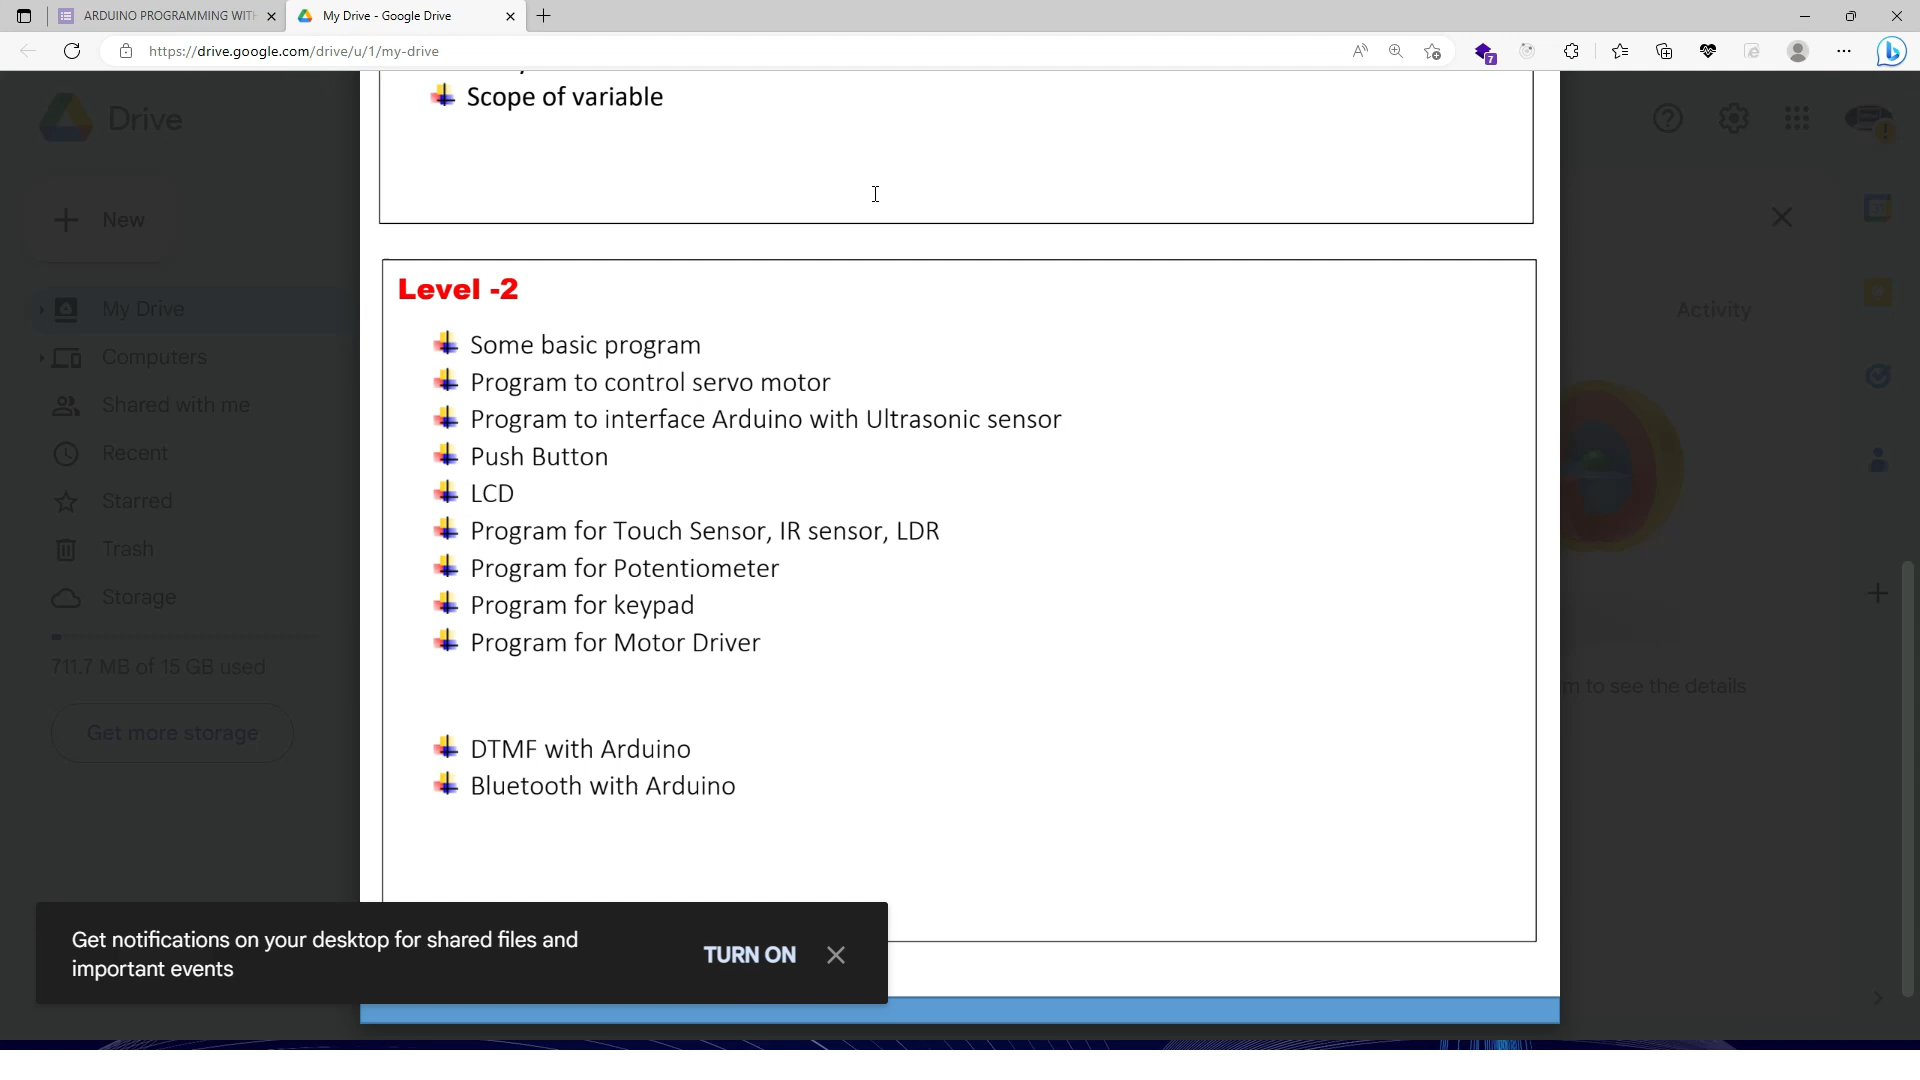 ARDUINO PROGRAMMING WITH
My Drive - Google Drive
https://drive.google.com/drive/u/1/my-drive
7
Scope of variable
Drive
New
My Drive
Computers
Shared with me
Recent
Starred
Trash
Storage
711.7 MB of 15 GB used
Get more storage
Activity
m to see the details
Level -2
Some basic program
Program to control servo motor
Program to interface Arduino with Ultrasonic sensor
Push Button
LCD
Program for Touch Sensor, IR sensor, LDR
Program for Potentiometer
Program for keypad
Program for Motor Driver
DTMF with Arduino
Bluetooth with Arduino
Get notifications on your desktop for shared files and
important events
TURN ON